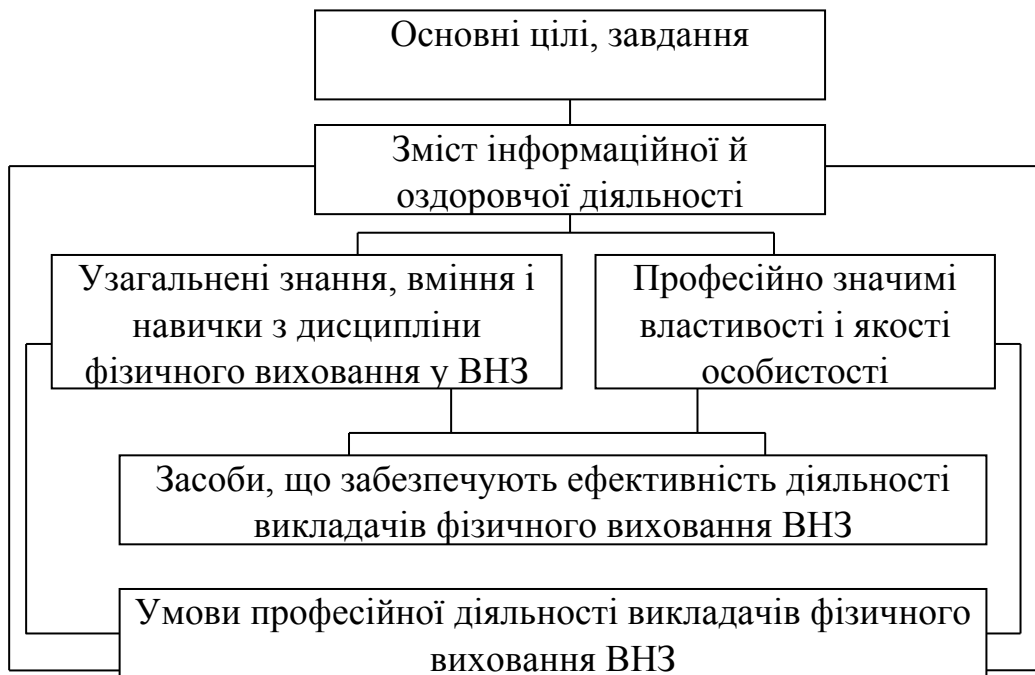 Основні цілі, завдання
Зміст інформаційної й
оздоровчої діяльності
Узагальнені знання, вміння і
навички з дисципліни
фізичного виховання у ВНЗ
Професійно значимі
властивості і якості
особистості
Засоби, що забезпечують ефективність діяльності
викладачів фізичного виховання ВНЗ
Умови професійної діяльності викладачів фізичного
виховання ВНЗ